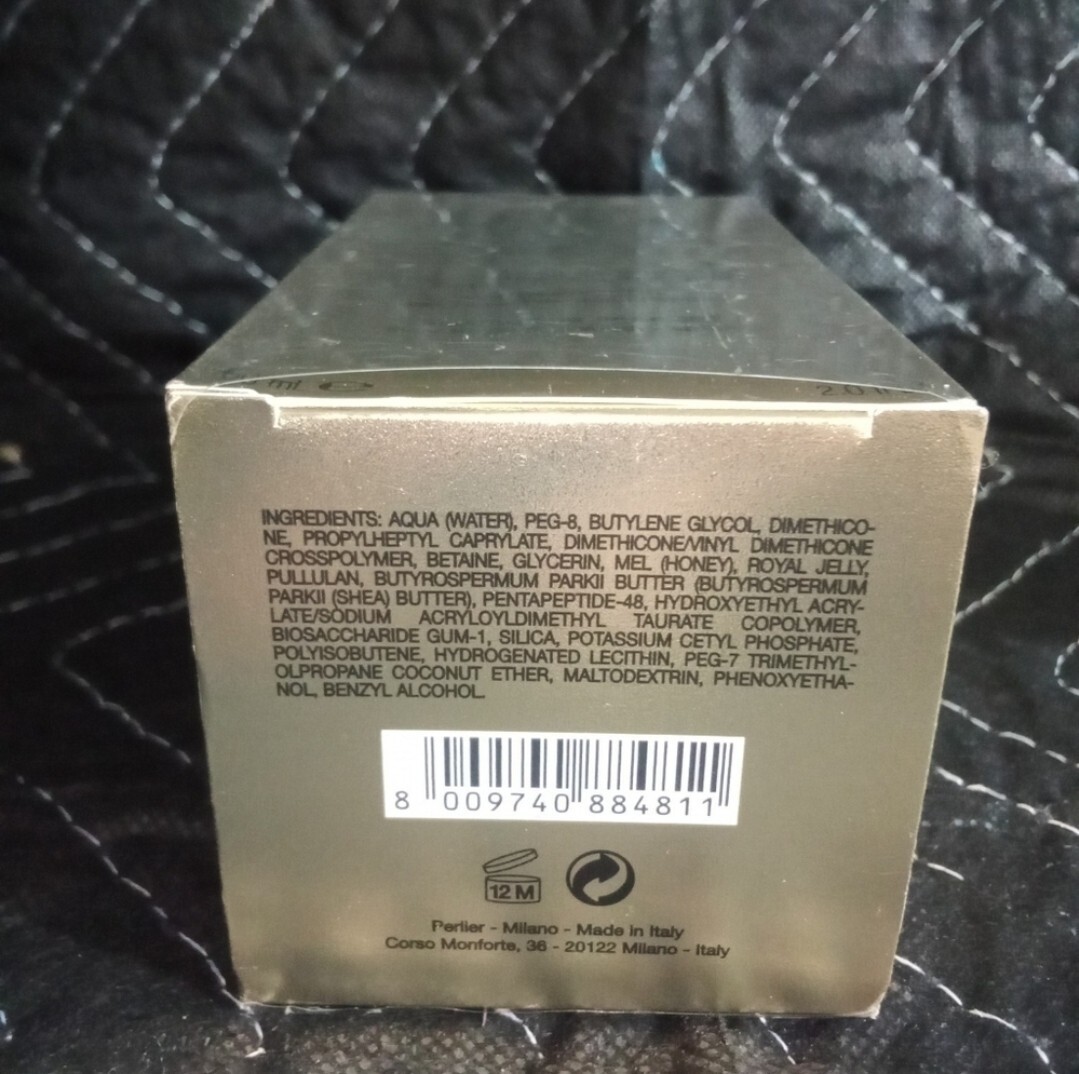 ml e
2.0
INGREDIENTS: AQUA (WATER), PEG-8, BUTYLENE GLYCOL, DIMETHICO-
NE, PROPYLHEPTYL CAPRYLATE, DIMETHICONE/VINYL DIMETHICONE
CROSSPOLYMER, BETAINE, GLYCERIN, MEL (HONEY), ROYAL JELLY,
PULLULAN, BUTYROSPERMUM PARKII BUTTER (BUTYROSPERMUM
PARKII (SHEA) BUTTER), PENTAPEPTIDE-48, HYDROXYETHYL ACRY-
LATE/SODIUM ACRYLOYLDIMETHYL TAURATE COPOLYMER,
BIOSACCHARIDE GUM-1, SILICA, POTASSIUM CETYL PHOSPHATE,
POLYISOBUTENE, HYDROGENATED LECITHIN, PEG-7 TRIMETHYL-
OLPROPANE COCONUT ETHER, MALTODEXTRIN, PHENOXYETHA-
NOL, BENZYL ALCOHOL.
8 009740 884811
12 M
Perlier - Milano - Made in Italy
Corso Monforte, 36 - 20122 Milano - Italy